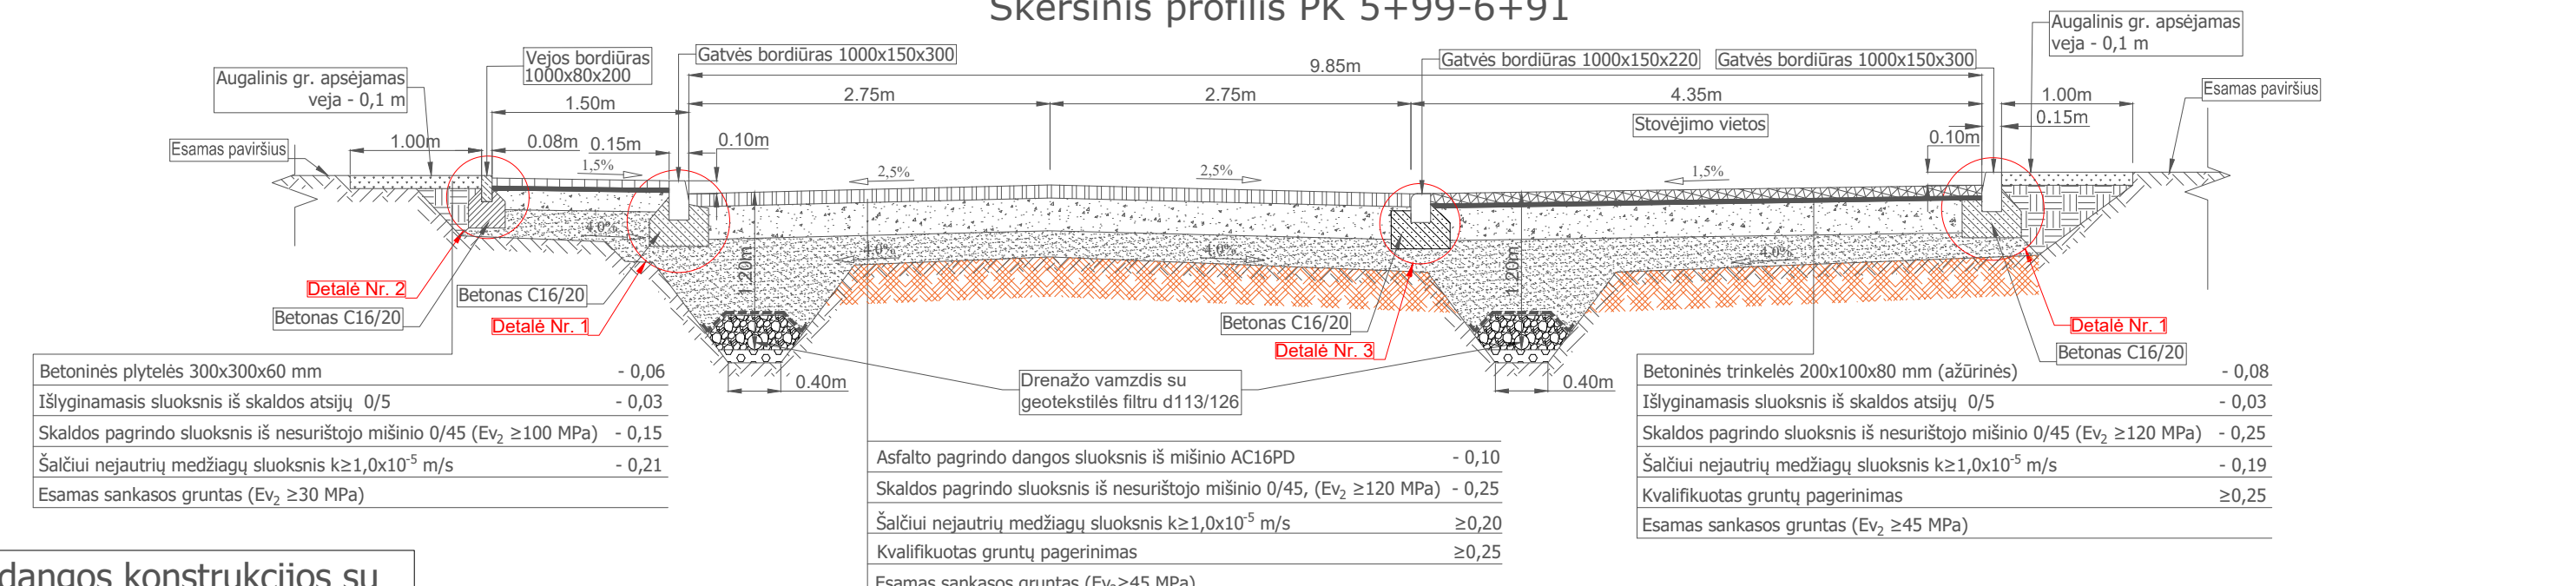 Skersinis profilis PK 5+99-6+91
Augalinis gr. apsėjamas
veja - 0,1 m
Vejos bordiūras
1000x80x200
Gatvės bordiūras 1000x150x300
9.85m
Gatvės bordiūras 1000x150x220
Gatvės bordiūras 1000x150x300
Augalinis gr. apsėjamas
veja - 0,1 m
Esamas paviršius
1.50m
2.75m
2.75m
4.35m
1.00m
0.15m
Stovėjimo vietos
Esamas paviršius
1.00m
0.08m
0.15m
0.10m
0.10m
1,5%
2,5%
2,5%
1,5%
4,0%
4,0%
4,0%
4,0%
1.20m
1.20m
Detalė Nr. 2
Betonas C16/20
Betonas C16/20
Detalė Nr. 1
Betonas C16/20
Detalė Nr. 3
Detalė Nr. 1
Betonas C16/20
0.40m
0.40m
Drenažo vamzdis su
geotekstilės filtru d113/126
Betoninės plytelės 300x300x60 mm - 0,06
Išlyginamasis sluoksnis iš skaldos atsijų 0/5 - 0,03
Skaldos pagrindo sluoksnis iš nesurištojo mišinio 0/45 (Ev₂ ≥100 MPa) - 0,15
Šalčiui nejautrių medžiagų sluoksnis k≥1,0x10⁻⁵ m/s - 0,21
Esamas sankasos gruntas (Ev₂ ≥30 MPa)
Asfalto pagrindo dangos sluoksnis iš mišinio AC16PD - 0,10
Skaldos pagrindo sluoksnis iš nesurištojo mišinio 0/45, (Ev₂ ≥120 MPa) - 0,25
Šalčiui nejautrių medžiagų sluoksnis k≥1,0x10⁻⁵ m/s ≥0,20
Kvalifikuotas gruntų pagerinimas ≥0,25
Esamas sankasos gruntas (Ev₂≥45 MPa)
Betoninės trinkelės 200x100x80 mm (ažūrinės) - 0,08
Išlyginamasis sluoksnis iš skaldos atsijų 0/5 - 0,03
Skaldos pagrindo sluoksnis iš nesurištojo mišinio 0/45 (Ev₂ ≥120 MPa) - 0,25
Šalčiui nejautrių medžiagų sluoksnis k≥1,0x10⁻⁵ m/s - 0,19
Kvalifikuotas gruntų pagerinimas ≥0,25
Esamas sankasos gruntas (Ev₂ ≥45 MPa)
dangos konstrukcijos su